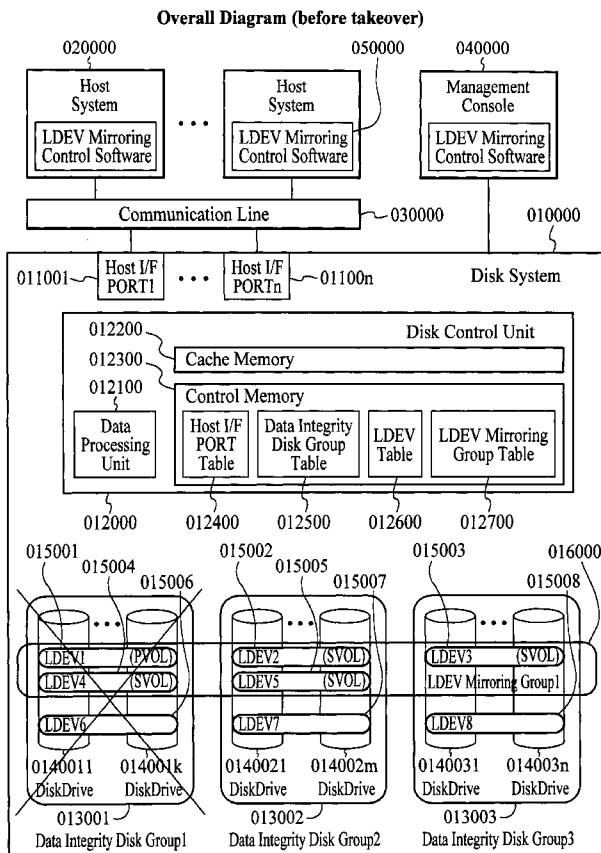 Overall Diagram (before takeover)
020000
050000
040000
Host
System
LDEV Mirroring
Control Software
• • •
Host
System
LDEV Mirroring
Control Software
Management
Console
LDEV Mirroring
Control Software
Communication Line
030000
010000
011001
Host I/F
PORT1
• • •
Host I/F
PORTn
01100n
Disk System
012200
Disk Control Unit
012300
Cache Memory
012100
Control Memory
Data
Processing
Unit
Host I/F
PORT
Table
Data Integrity
Disk Group
Table
LDEV
Table
LDEV Mirroring
Group Table
012000
012400
012500
012600
012700
015001
015004
015006
015002
015005
015007
015003
016000
015008
• • •
• • •
• • •
LDEV1 (PVOL)
LDEV2 (SVOL)
LDEV3 (SVOL)
LDEV4 (SVOL)
LDEV5 (SVOL)
LDEV Mirroring Group1
LDEV6
LDEV7
LDEV8
0140011
014001k
0140021
014002m
0140031
014003n
DiskDrive
DiskDrive
DiskDrive
DiskDrive
DiskDrive
DiskDrive
013001
013002
013003
Data Integrity Disk Group1
Data Integrity Disk Group2
Data Integrity Disk Group3